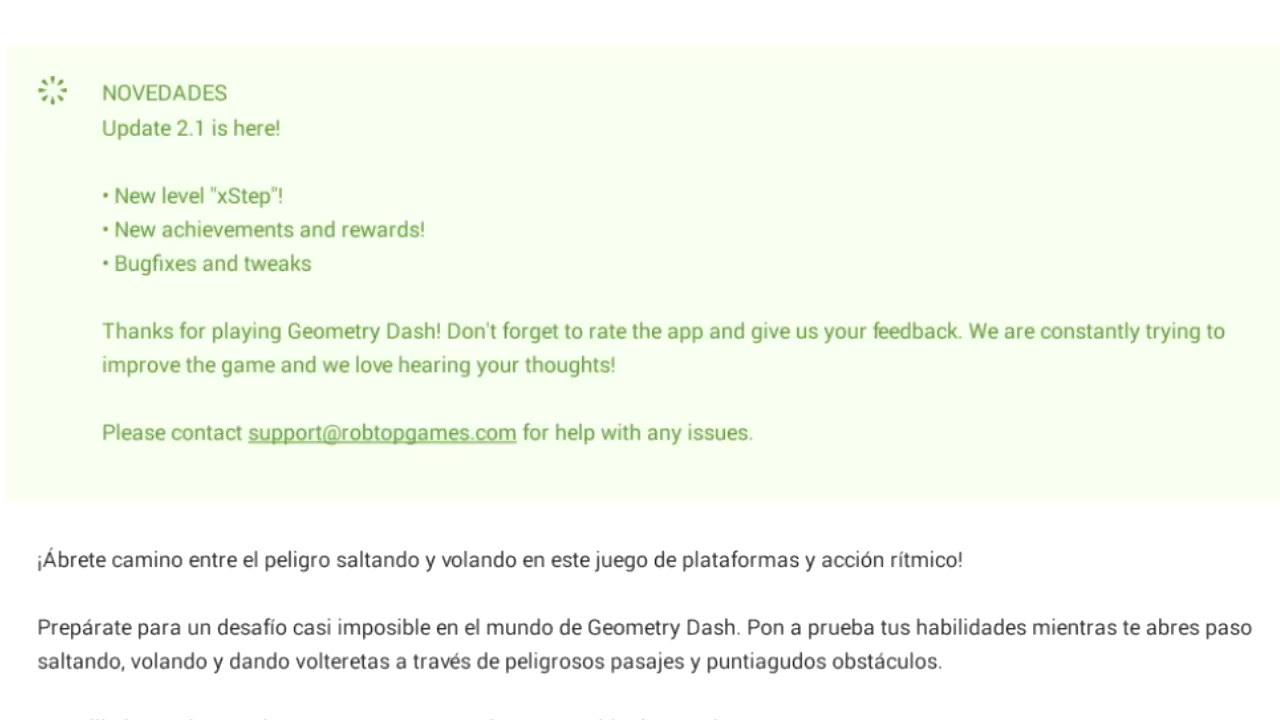 NOVEDADES
Update 2.1 is here!
• New level "xStep"!
• New achievements and rewards!
• Bugfixes and tweaks
Thanks for playing Geometry Dash! Don't forget to rate the app and give us your feedback. We are constantly trying to
improve the game and we love hearing your thoughts!
Please contact support@robtopgames.com for help with any issues.
¡Ábrete camino entre el peligro saltando y volando en este juego de plataformas y acción rítmico!
Prepárate para un desafío casi imposible en el mundo de Geometry Dash. Pon a prueba tus habilidades mientras te abres paso
saltando, volando y dando volteretas a través de peligrosos pasajes y puntiagudos obstáculos.